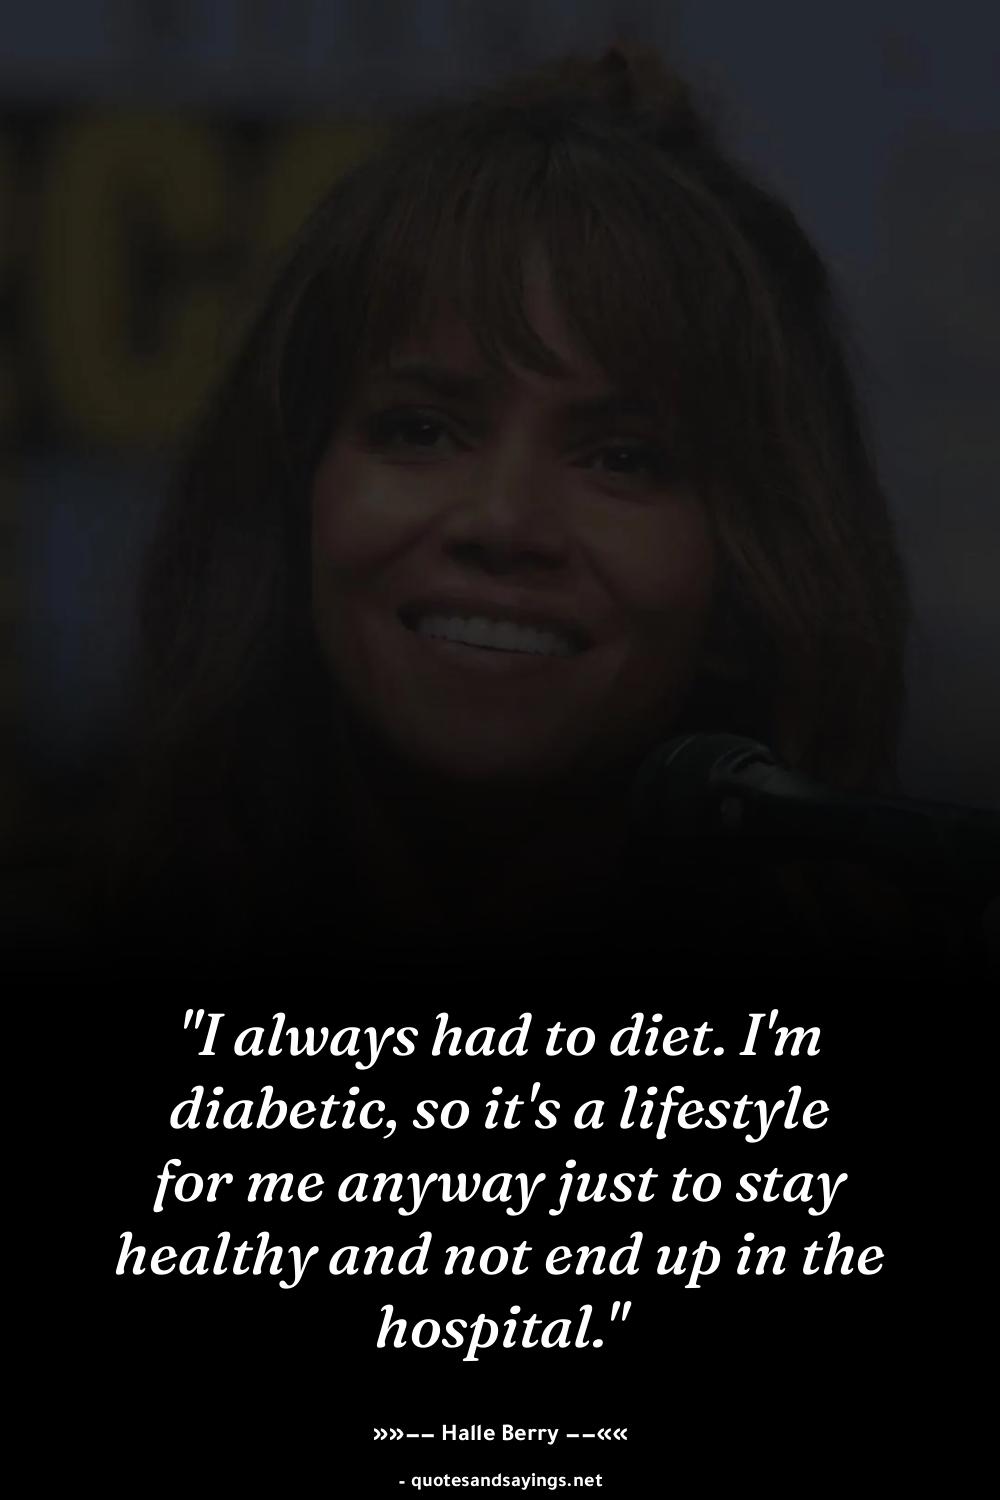 "I always had to diet. I'm
diabetic, so it's a lifestyle
for me anyway just to stay
healthy and not end up in the
hospital."
»»–– Halle Berry ––««
- quotesandsayings.net